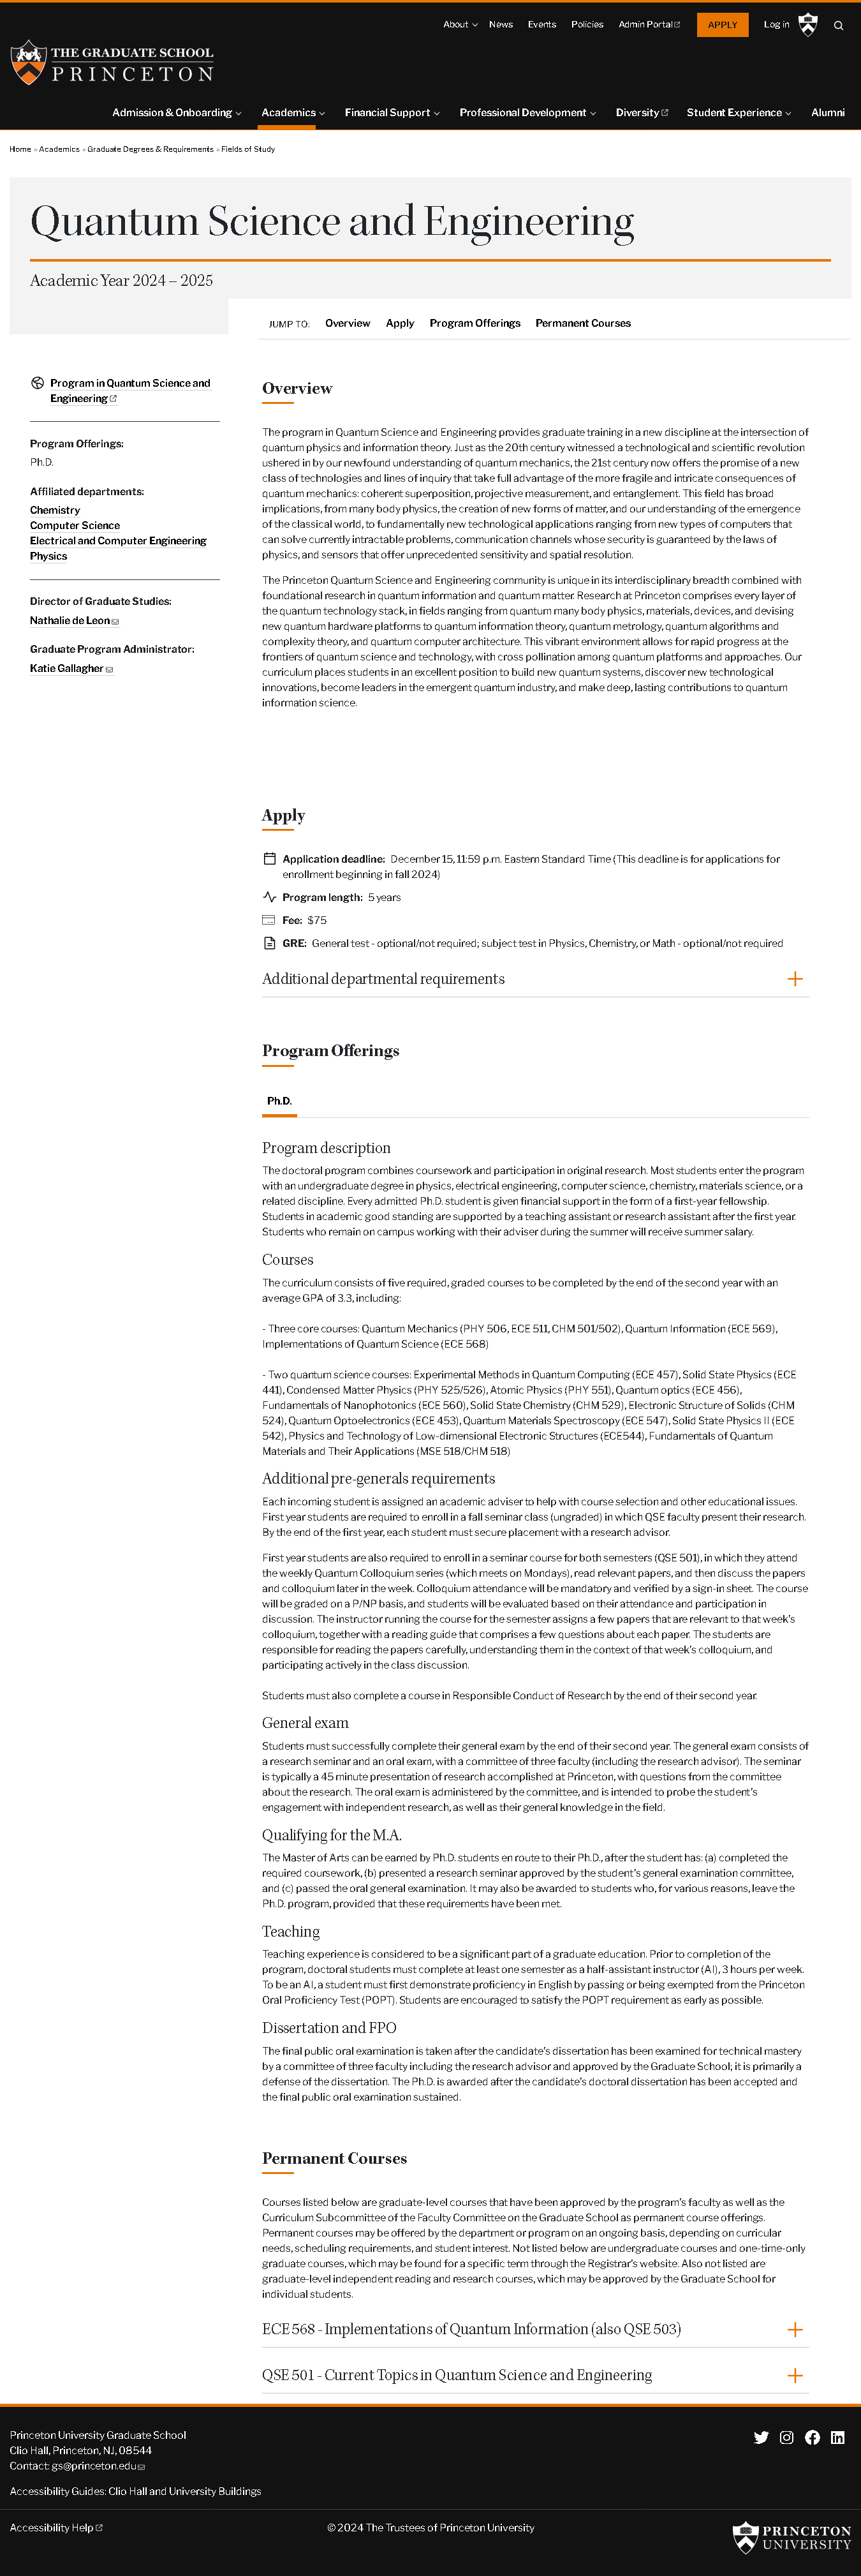 About News Events Policies Admin Portal APPLY Log in
THE GRADUATE SCHOOL
PRINCETON
Admission & Onboarding Academics Financial Support Professional Development Diversity Student Experience Alumni
Home » Academics » Graduate Degrees & Requirements » Fields of Study
Quantum Science and Engineering
Academic Year 2024 – 2025
JUMP TO: Overview Apply Program Offerings Permanent Courses
Program in Quantum Science and
Engineering
Program Offerings:
Ph.D.
Affiliated departments:
Chemistry
Computer Science
Electrical and Computer Engineering
Physics
Director of Graduate Studies:
Nathalie de Leon
Graduate Program Administrator:
Katie Gallagher
Overview
The program in Quantum Science and Engineering provides graduate training in a new discipline at the intersection of
quantum physics and information theory. Just as the 20th century witnessed a technological and scientific revolution
ushered in by our newfound understanding of quantum mechanics, the 21st century now offers the promise of a new
class of technologies and lines of inquiry that take full advantage of the more fragile and intricate consequences of
quantum mechanics: coherent superposition, projective measurement, and entanglement. This field has broad
implications, from many body physics, the creation of new forms of matter, and our understanding of the emergence
of the classical world, to fundamentally new technological applications ranging from new types of computers that
can solve currently intractable problems, communication channels whose security is guaranteed by the laws of
physics, and sensors that offer unprecedented sensitivity and spatial resolution.
The Princeton Quantum Science and Engineering community is unique in its interdisciplinary breadth combined with
foundational research in quantum information and quantum matter. Research at Princeton comprises every layer of
the quantum technology stack, in fields ranging from quantum many body physics, materials, devices, and devising
new quantum hardware platforms to quantum information theory, quantum metrology, quantum algorithms and
complexity theory, and quantum computer architecture. This vibrant environment allows for rapid progress at the
frontiers of quantum science and technology, with cross pollination among quantum platforms and approaches. Our
curriculum places students in an excellent position to build new quantum systems, discover new technological
innovations, become leaders in the emergent quantum industry, and make deep, lasting contributions to quantum
information science.
Apply
Application deadline: December 15, 11:59 p.m. Eastern Standard Time (This deadline is for applications for
enrollment beginning in fall 2024)
Program length: 5 years
Fee: $75
GRE: General test - optional/not required; subject test in Physics, Chemistry, or Math - optional/not required
Additional departmental requirements
Program Offerings
Ph.D.
Program description
The doctoral program combines coursework and participation in original research. Most students enter the program
with an undergraduate degree in physics, electrical engineering, computer science, chemistry, materials science, or a
related discipline. Every admitted Ph.D. student is given financial support in the form of a first-year fellowship.
Students in academic good standing are supported by a teaching assistant or research assistant after the first year.
Students who remain on campus working with their adviser during the summer will receive summer salary.
Courses
The curriculum consists of five required, graded courses to be completed by the end of the second year with an
average GPA of 3.3, including:
- Three core courses: Quantum Mechanics (PHY 506, ECE 511, CHM 501/502), Quantum Information (ECE 569),
Implementations of Quantum Science (ECE 568)
- Two quantum science courses: Experimental Methods in Quantum Computing (ECE 457), Solid State Physics (ECE
441), Condensed Matter Physics (PHY 525/526), Atomic Physics (PHY 551), Quantum optics (ECE 456),
Fundamentals of Nanophotonics (ECE 560), Solid State Chemistry (CHM 529), Electronic Structure of Solids (CHM
524), Quantum Optoelectronics (ECE 453), Quantum Materials Spectroscopy (ECE 547), Solid State Physics II (ECE
542), Physics and Technology of Low-dimensional Electronic Structures (ECE544), Fundamentals of Quantum
Materials and Their Applications (MSE 518/CHM 518)
Additional pre-generals requirements
Each incoming student is assigned an academic adviser to help with course selection and other educational issues.
First year students are required to enroll in a fall seminar class (ungraded) in which QSE faculty present their research.
By the end of the first year, each student must secure placement with a research advisor.
First year students are also required to enroll in a seminar course for both semesters (QSE 501), in which they attend
the weekly Quantum Colloquium series (which meets on Mondays), read relevant papers, and then discuss the papers
and colloquium later in the week. Colloquium attendance will be mandatory and verified by a sign-in sheet. The course
will be graded on a P/NP basis, and students will be evaluated based on their attendance and participation in
discussion. The instructor running the course for the semester assigns a few papers that are relevant to that week's
colloquium, together with a reading guide that comprises a few questions about each paper. The students are
responsible for reading the papers carefully, understanding them in the context of that week's colloquium, and
participating actively in the class discussion.
Students must also complete a course in Responsible Conduct of Research by the end of their second year.
General exam
Students must successfully complete their general exam by the end of their second year. The general exam consists of
a research seminar and an oral exam, with a committee of three faculty (including the research advisor). The seminar
is typically a 45 minute presentation of research accomplished at Princeton, with questions from the committee
about the research. The oral exam is administered by the committee, and is intended to probe the student's
engagement with independent research, as well as their general knowledge in the field.
Qualifying for the M.A.
The Master of Arts can be earned by Ph.D. students en route to their Ph.D., after the student has: (a) completed the
required coursework, (b) presented a research seminar approved by the student's general examination committee,
and (c) passed the oral general examination. It may also be awarded to students who, for various reasons, leave the
Ph.D. program, provided that these requirements have been met.
Teaching
Teaching experience is considered to be a significant part of a graduate education. Prior to completion of the
program, doctoral students must complete at least one semester as a half-assistant instructor (AI), 3 hours per week.
To be an AI, a student must first demonstrate proficiency in English by passing or being exempted from the Princeton
Oral Proficiency Test (POPT). Students are encouraged to satisfy the POPT requirement as early as possible.
Dissertation and FPO
The final public oral examination is taken after the candidate's dissertation has been examined for technical mastery
by a committee of three faculty including the research advisor and approved by the Graduate School; it is primarily a
defense of the dissertation. The Ph.D. is awarded after the candidate's doctoral dissertation has been accepted and
the final public oral examination sustained.
Permanent Courses
Courses listed below are graduate-level courses that have been approved by the program's faculty as well as the
Curriculum Subcommittee of the Faculty Committee on the Graduate School as permanent course offerings.
Permanent courses may be offered by the department or program on an ongoing basis, depending on curricular
needs, scheduling requirements, and student interest. Not listed below are undergraduate courses and one-time-only
graduate courses, which may be found for a specific term through the Registrar's website. Also not listed are
graduate-level independent reading and research courses, which may be approved by the Graduate School for
individual students.
ECE 568 - Implementations of Quantum Information (also QSE 503)
QSE 501 - Current Topics in Quantum Science and Engineering
Princeton University Graduate School
Clio Hall, Princeton, NJ, 08544
Contact: gs@princeton.edu
Accessibility Guides: Clio Hall and University Buildings
Accessibility Help
© 2024 The Trustees of Princeton University
PRINCETON
UNIVERSITY